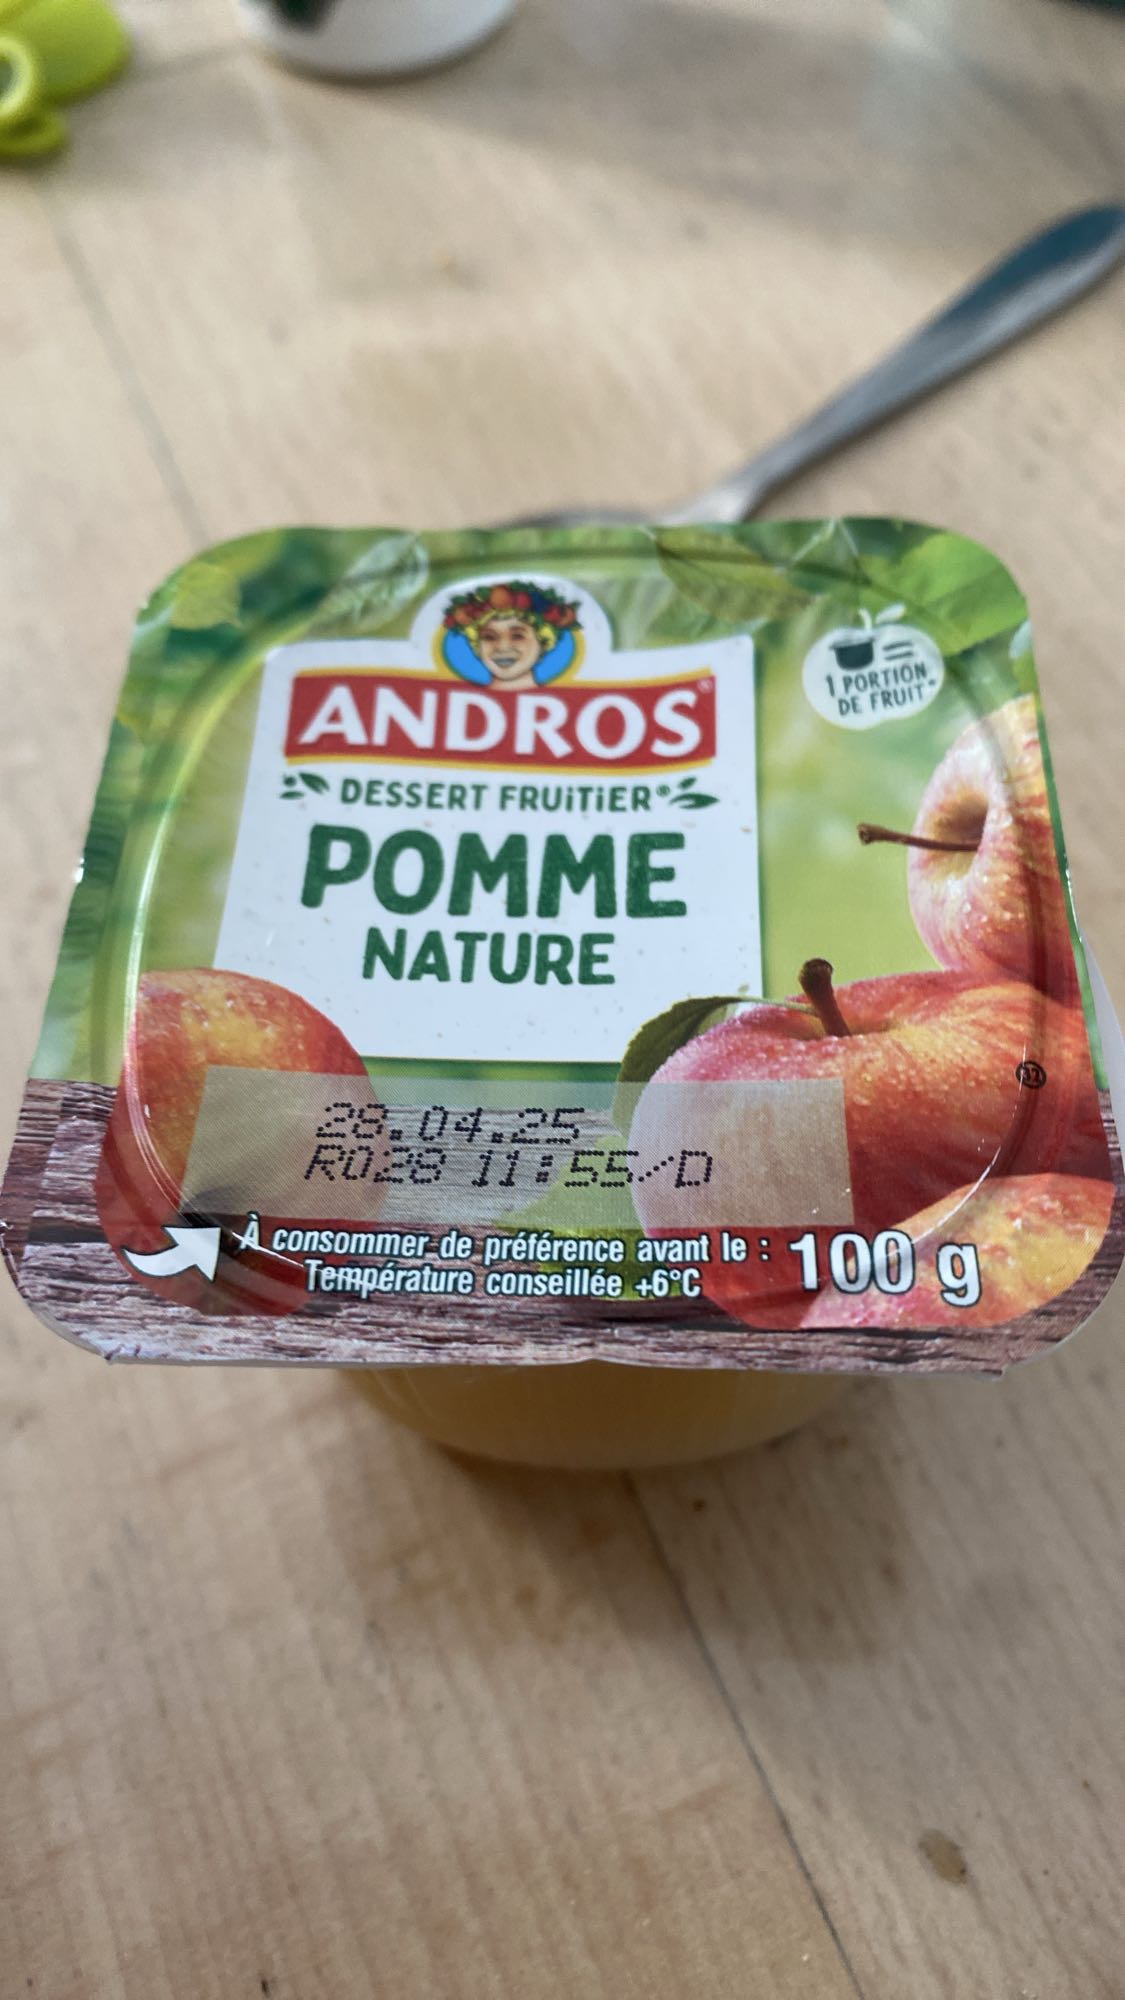 ANDROS®
DESSERT FRUiTiER®
POMME
NATURE
1 PORTION
DE FRUIT*
37
28.04.25
R028 11:55/D
À consommer de préférence avant le :
Température conseillée +6°C
100 g